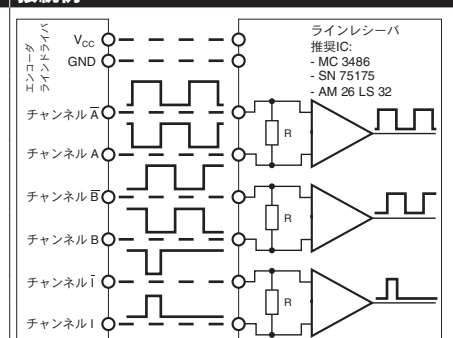 エンコーダ
ラインドライバ
VCC
GND
チャンネル A̅
チャンネル A
チャンネル B̅
チャンネル B
チャンネル I̅
チャンネル I
ラインレシーバ
推奨IC:
- MC 3486
- SN 75175
- AM 26 LS 32
R
R
R